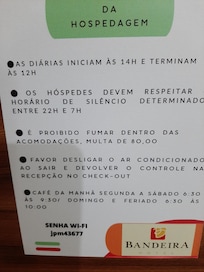 DA
HOSPEDAGEM
●AS DIÁRIAS INICIAM ÀS 14H E TERMINAM
ÀS 12H
● OS HÓSPEDES DEVEM RESPEITAR
HORÁRIO DE SILÊNCIO DETERMINADO
ENTRE 22H E 7H
● É PROIBIDO FUMAR DENTRO DAS
ACOMODAÇÕES, MULTA DE 80,00
● FAVOR DESLIGAR O AR CONDICIONADO
AO SAIR E DEVOLVER O CONTROLE NA
RECEPÇÃO NO CHECK-OUT
●CAFÉ DA MANHÃ SEGUNDA A SÁBADO 6:30
ÀS 9:30 DOMINGO E FERIADO 6:30 ÀS
10:00
SENHA WI-FI
jpm43677
BANDEIRA